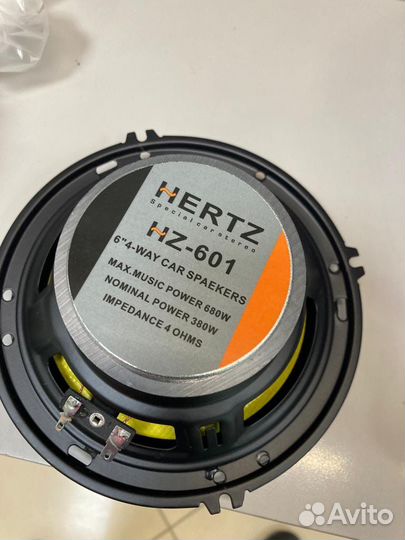 HERTZ
Special car stereo
HZ-601
6"4-WAY CAR SPAEKERS
MAX.MUSIC POWER 680W
NOMINAL POWER 380W
IMPEDANCE 4 OHMS
Avito